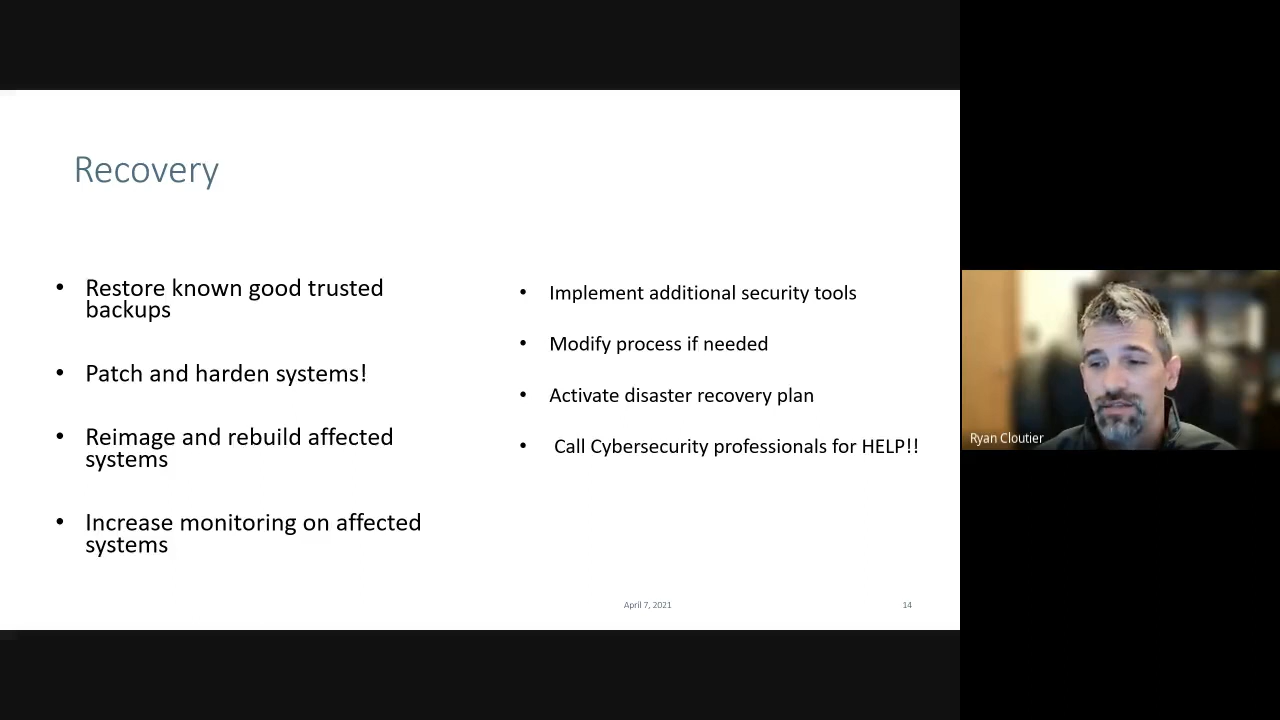 Recovery
• Restore known good trusted
backups
• Patch and harden systems!
• Reimage and rebuild affected
systems
• Increase monitoring on affected
systems
• Implement additional security tools
• Modify process if needed
• Activate disaster recovery plan
• Call Cybersecurity professionals for HELP!!
April 7, 2021
14
Ryan Cloutier